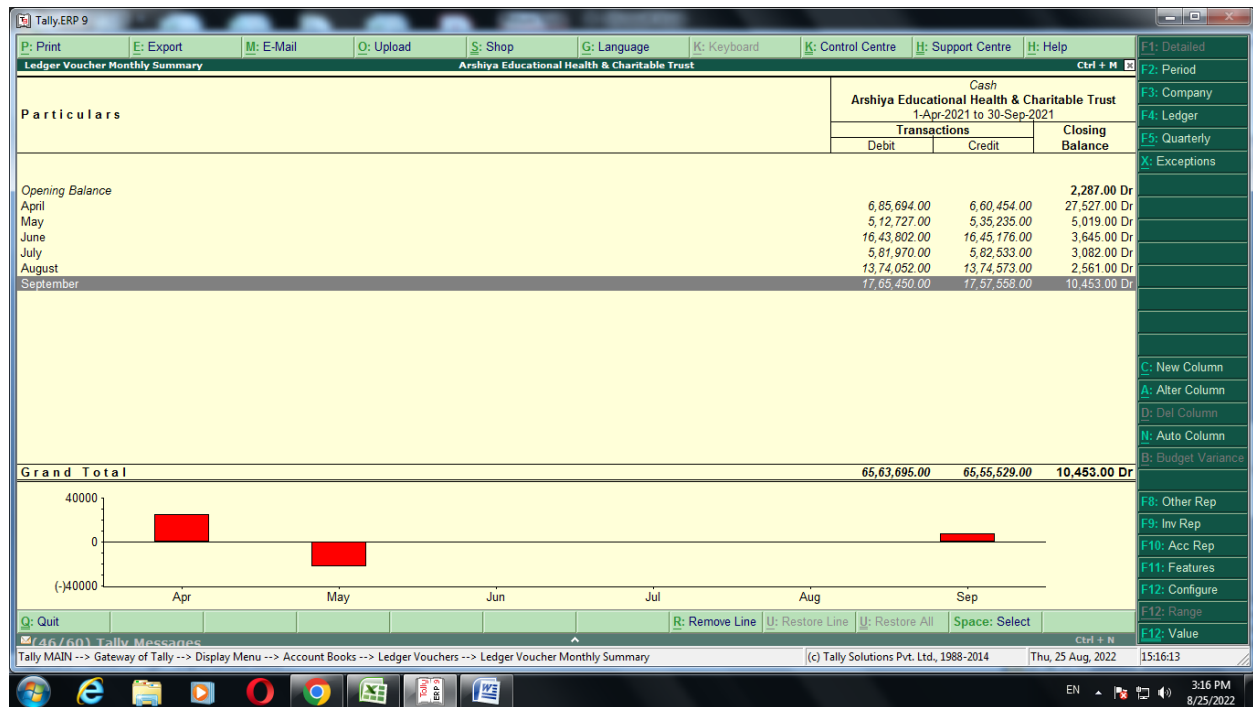 Tally.ERP 9
P: Print E: Export M: E-Mail O: Upload S: Shop G: Language K: Keyboard K: Control Centre H: Support Centre H: Help F1: Detailed
Ledger Voucher Monthly Summary Arshiya Educational Health & Charitable Trust Ctrl + M
F2: Period
F3: Company
F4: Ledger
F5: Quarterly
X: Exceptions
Particulars
Cash
Arshiya Educational Health & Charitable Trust
1-Apr-2021 to 30-Sep-2021
Transactions Closing
Debit Credit Balance
Opening Balance 2,287.00 Dr
April 6,85,694.00 6,60,454.00 27,527.00 Dr
May 5,12,727.00 5,35,235.00 5,019.00 Dr
June 16,43,802.00 16,45,176.00 3,645.00 Dr
July 5,81,970.00 5,82,533.00 3,082.00 Dr
August 13,74,052.00 13,74,573.00 2,561.00 Dr
September 17,65,450.00 17,57,558.00 10,453.00 Dr
C: New Column
A: Alter Column
D: Del Column
N: Auto Column
B: Budget Variance
Grand Total 65,63,695.00 65,55,529.00 10,453.00 Dr
F8: Other Rep
F9: Inv Rep
F10: Acc Rep
F11: Features
F12: Configure
F12: Range
F12: Value
40000
0
(-)40000
Apr May Jun Jul Aug Sep
Q: Quit R: Remove Line U: Restore Line U: Restore All Space: Select
(46/60) Tally Messages Ctrl + N
Tally MAIN --> Gateway of Tally --> Display Menu --> Account Books --> Ledger Vouchers --> Ledger Voucher Monthly Summary (c) Tally Solutions Pvt. Ltd., 1988-2014 Thu, 25 Aug, 2022 15:16:13
Tally ERP 9
EN 3:16 PM
8/25/2022